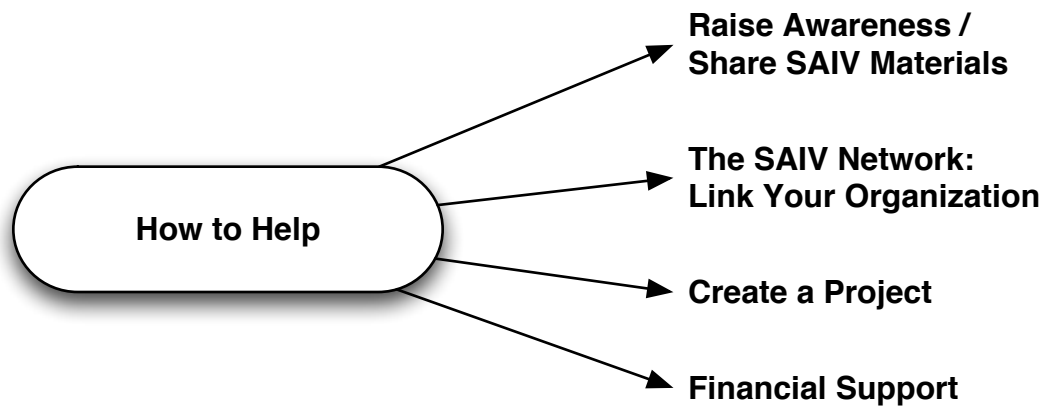 How to Help
Raise Awareness /
Share SAIV Materials
The SAIV Network:
Link Your Organization
Create a Project
Financial Support